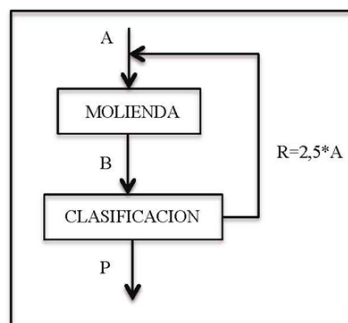 A
MOLIENDA
R=2,5*A
B
CLASIFICACION
P